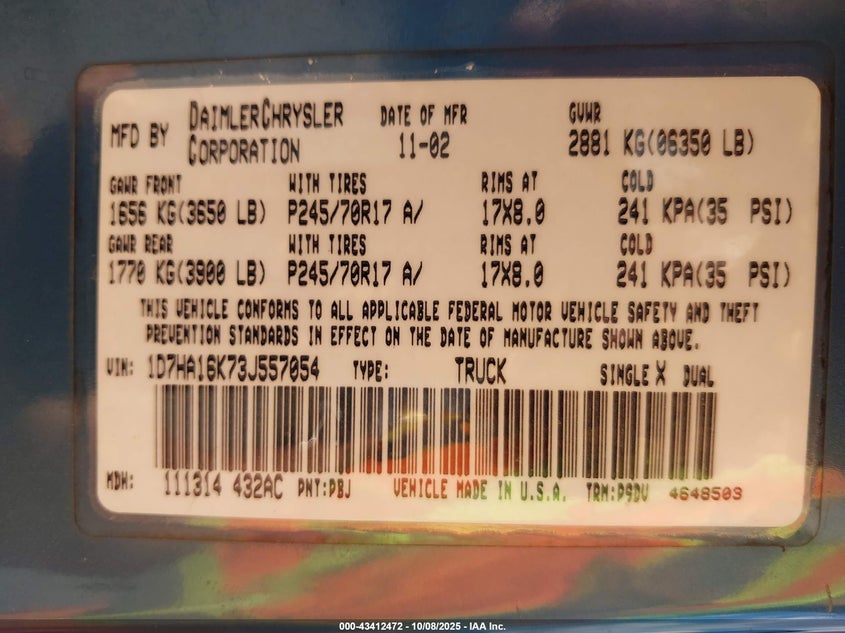 MFD BY DAIMLERCHRYSLER CORPORATION DATE OF MFR 11-02 GVWR 2881 KG(06350 LB)
GAWR FRONT WITH TIRES RIMS AT COLD
1656 KG(3650 LB) P245/70R17 A/ 17X8.0 241 KPA(35 PSI)
GAWR REAR WITH TIRES RIMS AT COLD
1770 KG(3900 LB) P245/70R17 A/ 17X8.0 241 KPA(35 PSI)
THIS VEHICLE CONFORMS TO ALL APPLICABLE FEDERAL MOTOR VEHICLE SAFETY AND THEFT
PREVENTION STANDARDS IN EFFECT ON THE DATE OF MANUFACTURE SHOWN ABOVE.
VIN: 1D7HA16K73J557054 TYPE: TRUCK SINGLE X DUAL
MDH: 111314 432AC PNT:PBJ VEHICLE MADE IN U.S.A. TRM:P9DV 4648503
000-43412472 - 10/08/2025 - IAA Inc.